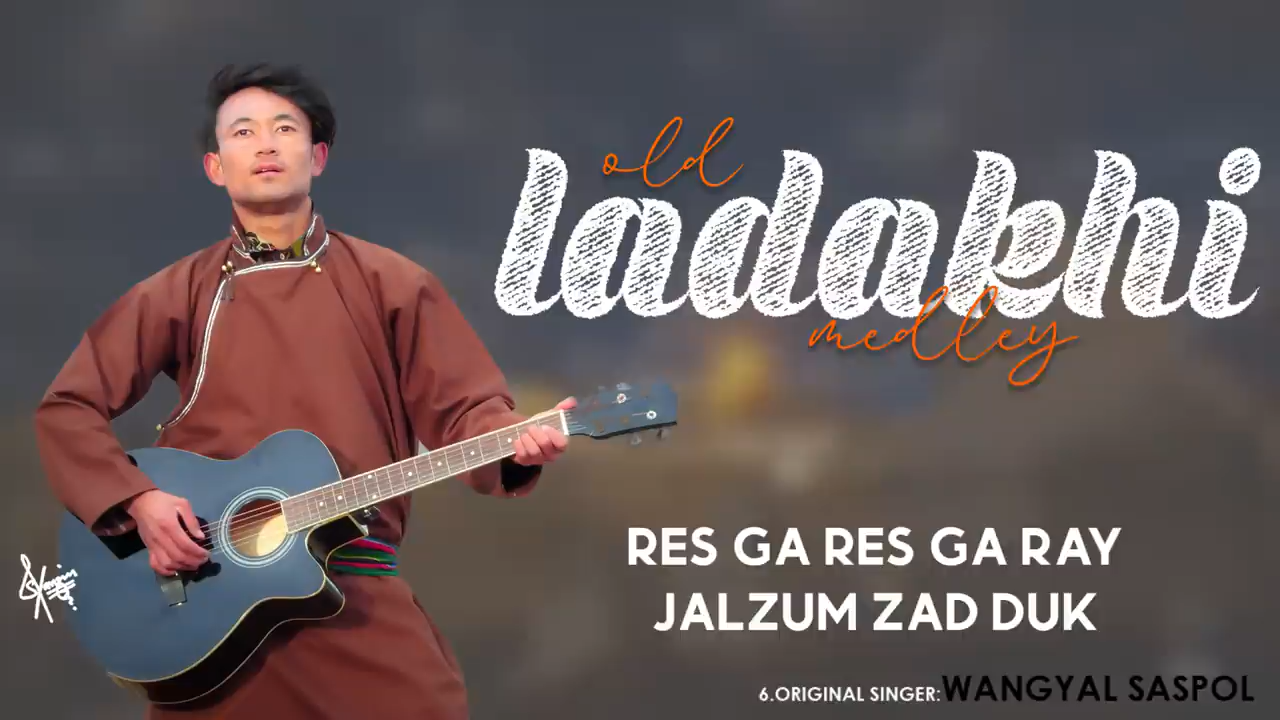 old
ladakhi
medley
RES GA RES GA RAY
JALZUM ZAD DUK
6.ORIGINAL SINGER:WANGYAL SASPOL